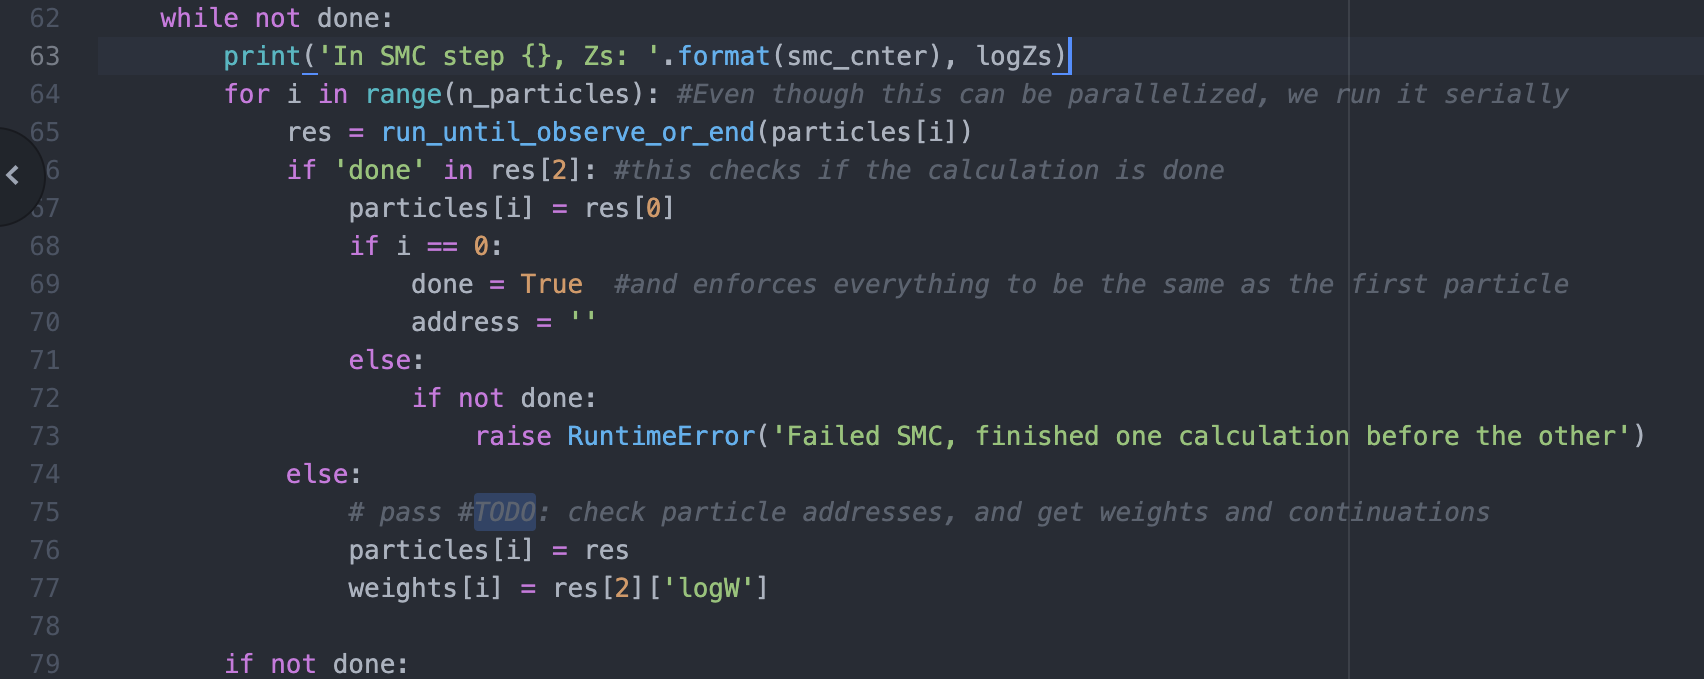 62 while not done:
63 print('In SMC step {}, Zs: '.format(smc_cnter), logZs)
64 for i in range(n_particles): #Even though this can be parallelized, we run it serially
65 res = run_until_observe_or_end(particles[i])
6 if 'done' in res[2]: #this checks if the calculation is done
67 particles[i] = res[0]
68 if i == 0:
69 done = True  #and enforces everything to be the same as the first particle
70 address = ''
71 else:
72 if not done:
73 raise RuntimeError('Failed SMC, finished one calculation before the other')
74 else:
75 # pass #TODO: check particle addresses, and get weights and continuations
76 particles[i] = res
77 weights[i] = res[2]['logW']
78
79 if not done: